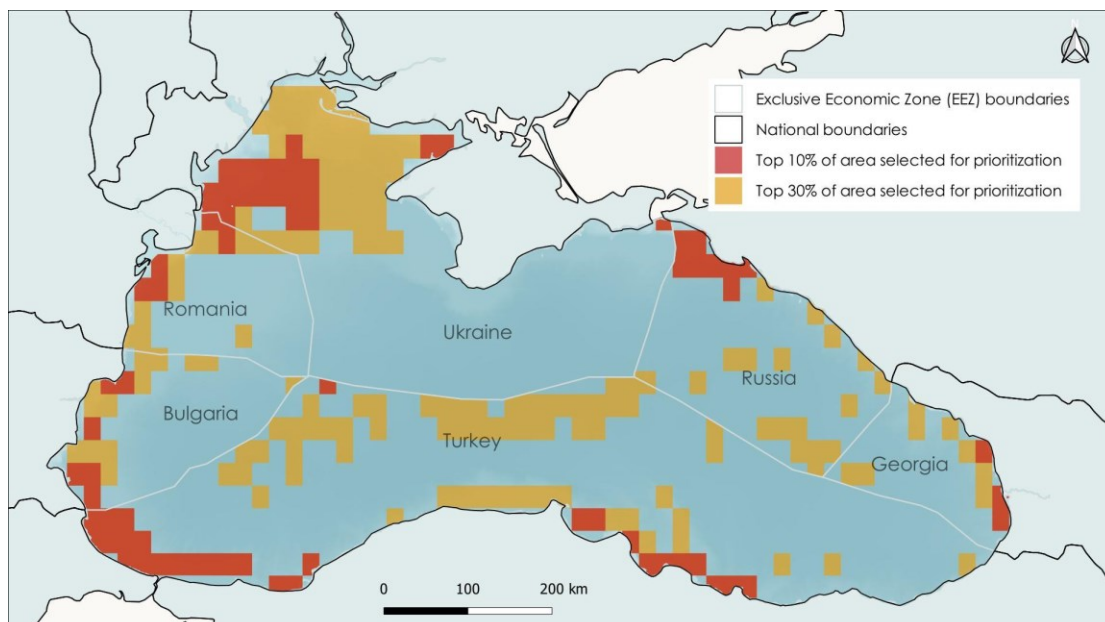 N
Exclusive Economic Zone (EEZ) boundaries
National boundaries
Top 10% of area selected for prioritization
Top 30% of area selected for prioritization
Romania
Ukraine
Russia
Bulgaria
Turkey
Georgia
0 100 200 km